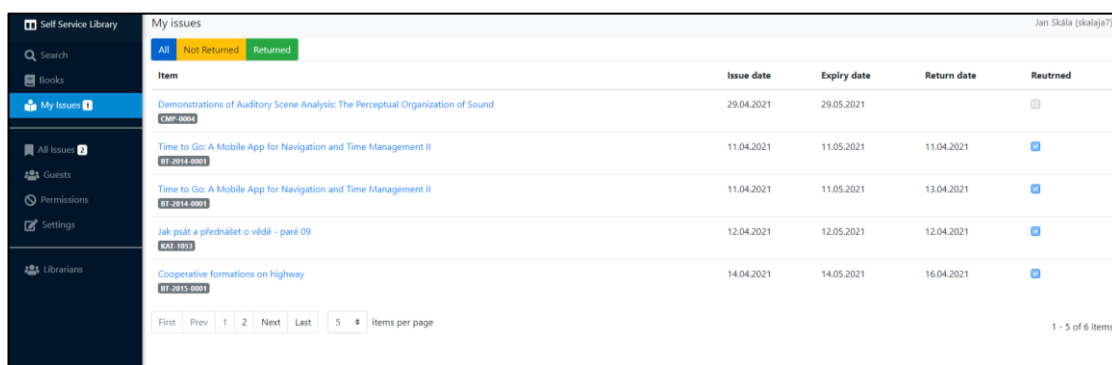 Self Service Library
My issues
Jan Skála (skalaja7)
Search
Books
My Issues 1
All Issues 2
Guests
Permissions
Settings
Librarians
All Not Returned Returned
Item Issue date Expiry date Return date Reutrned
Demonstrations of Auditory Scene Analysis: The Perceptual Organization of Sound 29.04.2021 29.05.2021
CMP-0004
Time to Go: A Mobile App for Navigation and Time Management II 11.04.2021 11.05.2021 11.04.2021
BT-2014-0001
Time to Go: A Mobile App for Navigation and Time Management II 11.04.2021 11.05.2021 13.04.2021
BT-2014-0001
Jak psát a přednášet o vědě - paré 09 12.04.2021 12.05.2021 12.04.2021
KAT-1053
Cooperative formations on highway 14.04.2021 14.05.2021 16.04.2021
BT-2015-0001
First Prev 1 2 Next Last 5 items per page
1 - 5 of 6 items